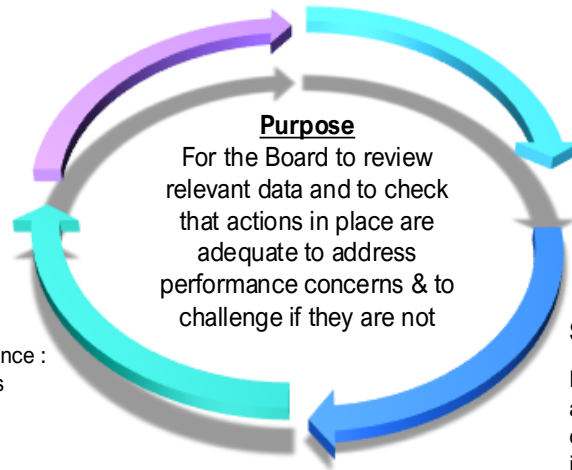 Purpose
For the Board to review
relevant data and to check
that actions in place are
adequate to address
performance concerns & to
challenge if they are not
nce :
s